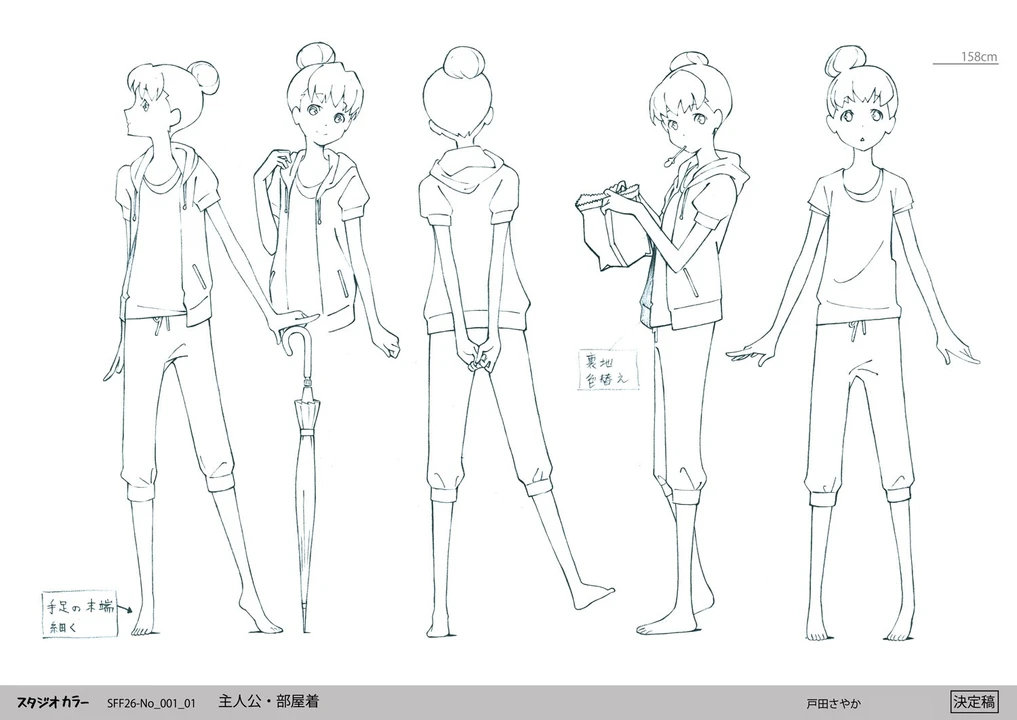 158cm
裏地
色替え
手足の末端
細く
スタジオカラー SFF26-No_001_01 主人公・部屋着 戸田さやか 決定稿